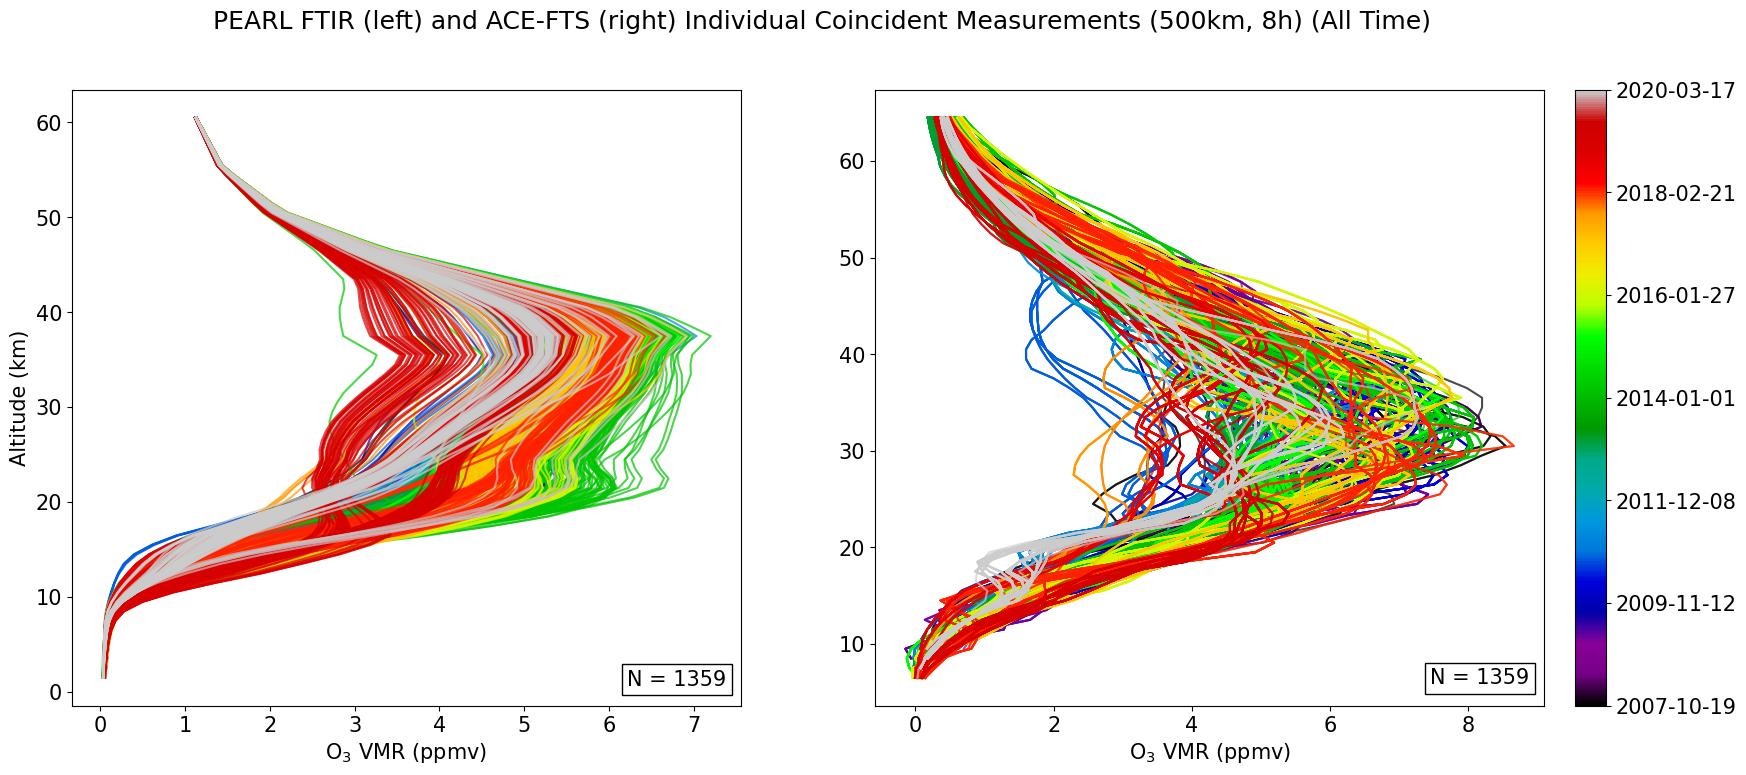 PEARL FTIR (left) and ACE-FTS (right) Individual Coincident Measurements (500km, 8h) (All Time)
Altitude (km)
60
50
40
30
20
10
0
0 1 2 3 4 5 6 7
O₃ VMR (ppmv)
N = 1359
60
50
40
30
20
10
0 2 4 6 8
O₃ VMR (ppmv)
N = 1359
2020-03-17
2018-02-21
2016-01-27
2014-01-01
2011-12-08
2009-11-12
2007-10-19